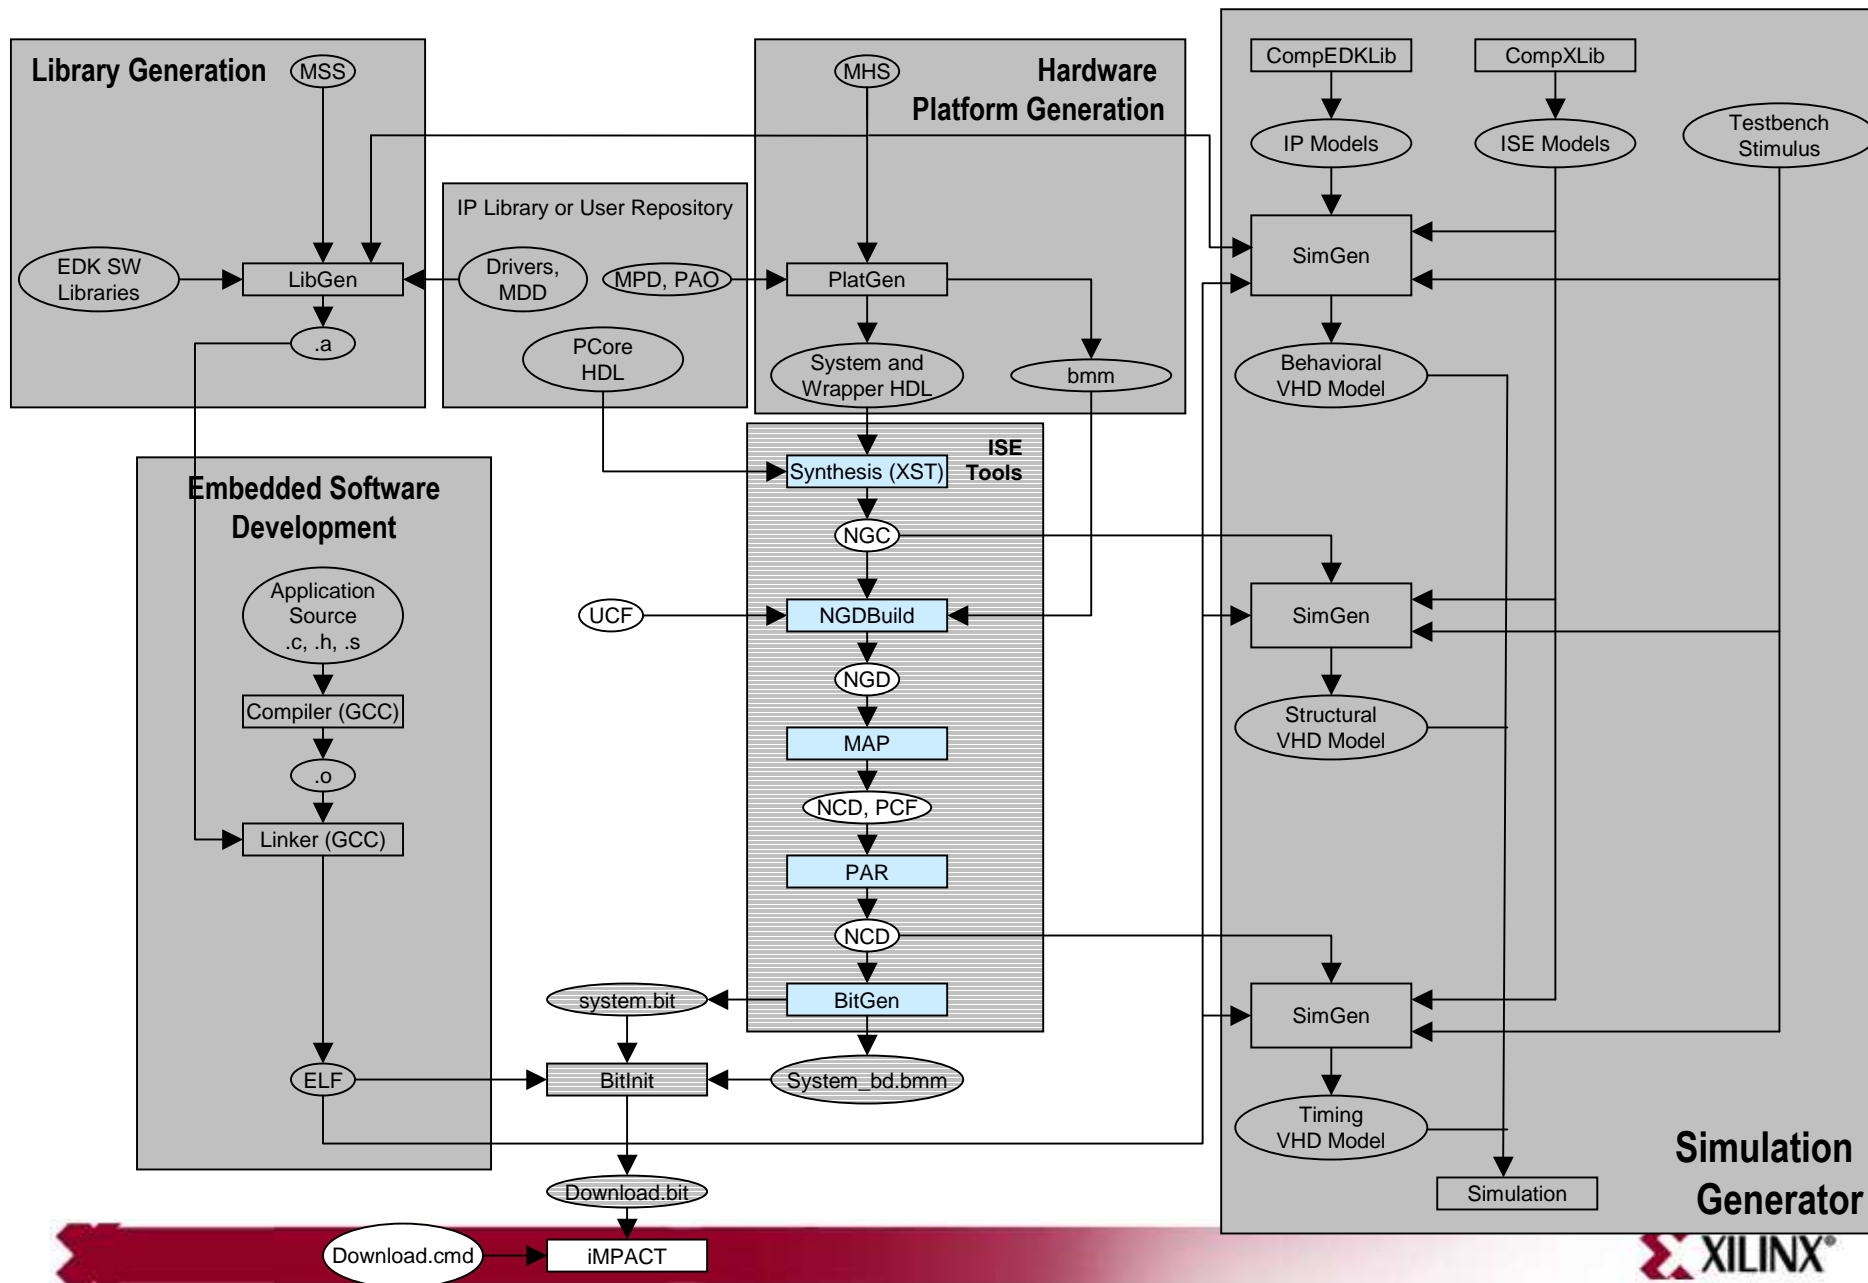 Library Generation
MSS
MHS
Hardware
Platform Generation
CompEDKLib
CompXLib
IP Models
ISE Models
Testbench
Stimulus
IP Library or User Repository
EDK SW
Libraries
LibGen
Drivers,
MDD
MPD, PAO
PlatGen
SimGen
.a
PCore
HDL
System and
Wrapper HDL
bmm
Behavioral
VHD Model
ISE
Tools
Synthesis (XST)
Embedded Software
Development
NGC
Application
Source
.c, .h, .s
UCF
NGDBuild
SimGen
NGD
Compiler (GCC)
Structural
VHD Model
MAP
.o
NCD, PCF
Linker (GCC)
PAR
NCD
system.bit
BitGen
SimGen
ELF
BitInit
System_bd.bmm
Timing
VHD Model
Simulation
Generator
Download.bit
Simulation
Download.cmd
iMPACT
XILINX®